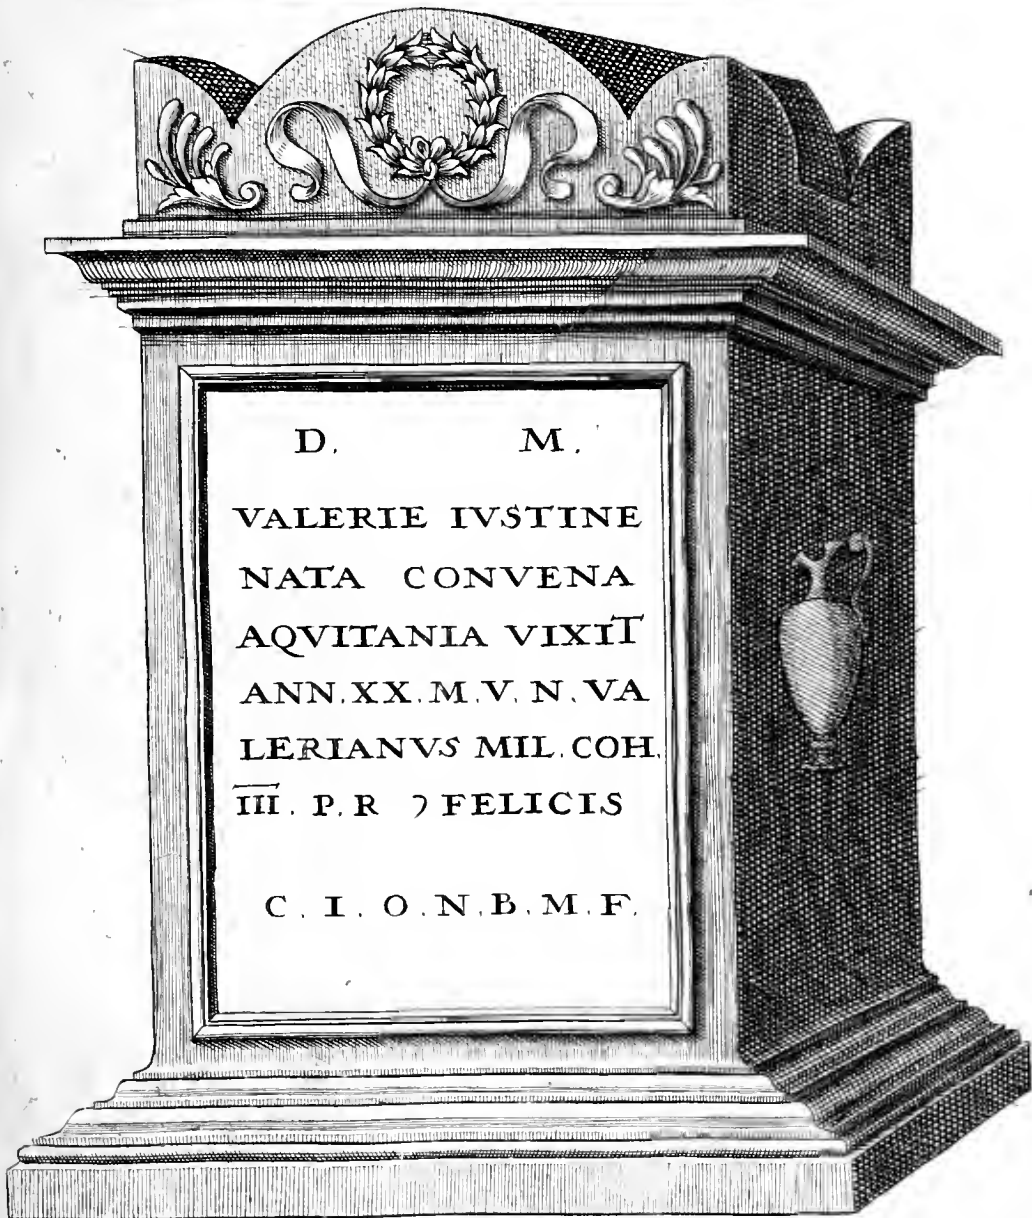 D. M.
VALERIE IVSTINE
NATA CONVENA
AQVITANIA VIXIT
ANN.XX.M.V.N.VA
LERIANVS MIL.COH.
III. P.R Ɔ FELICIS
C.I.O.N.B.M.F.